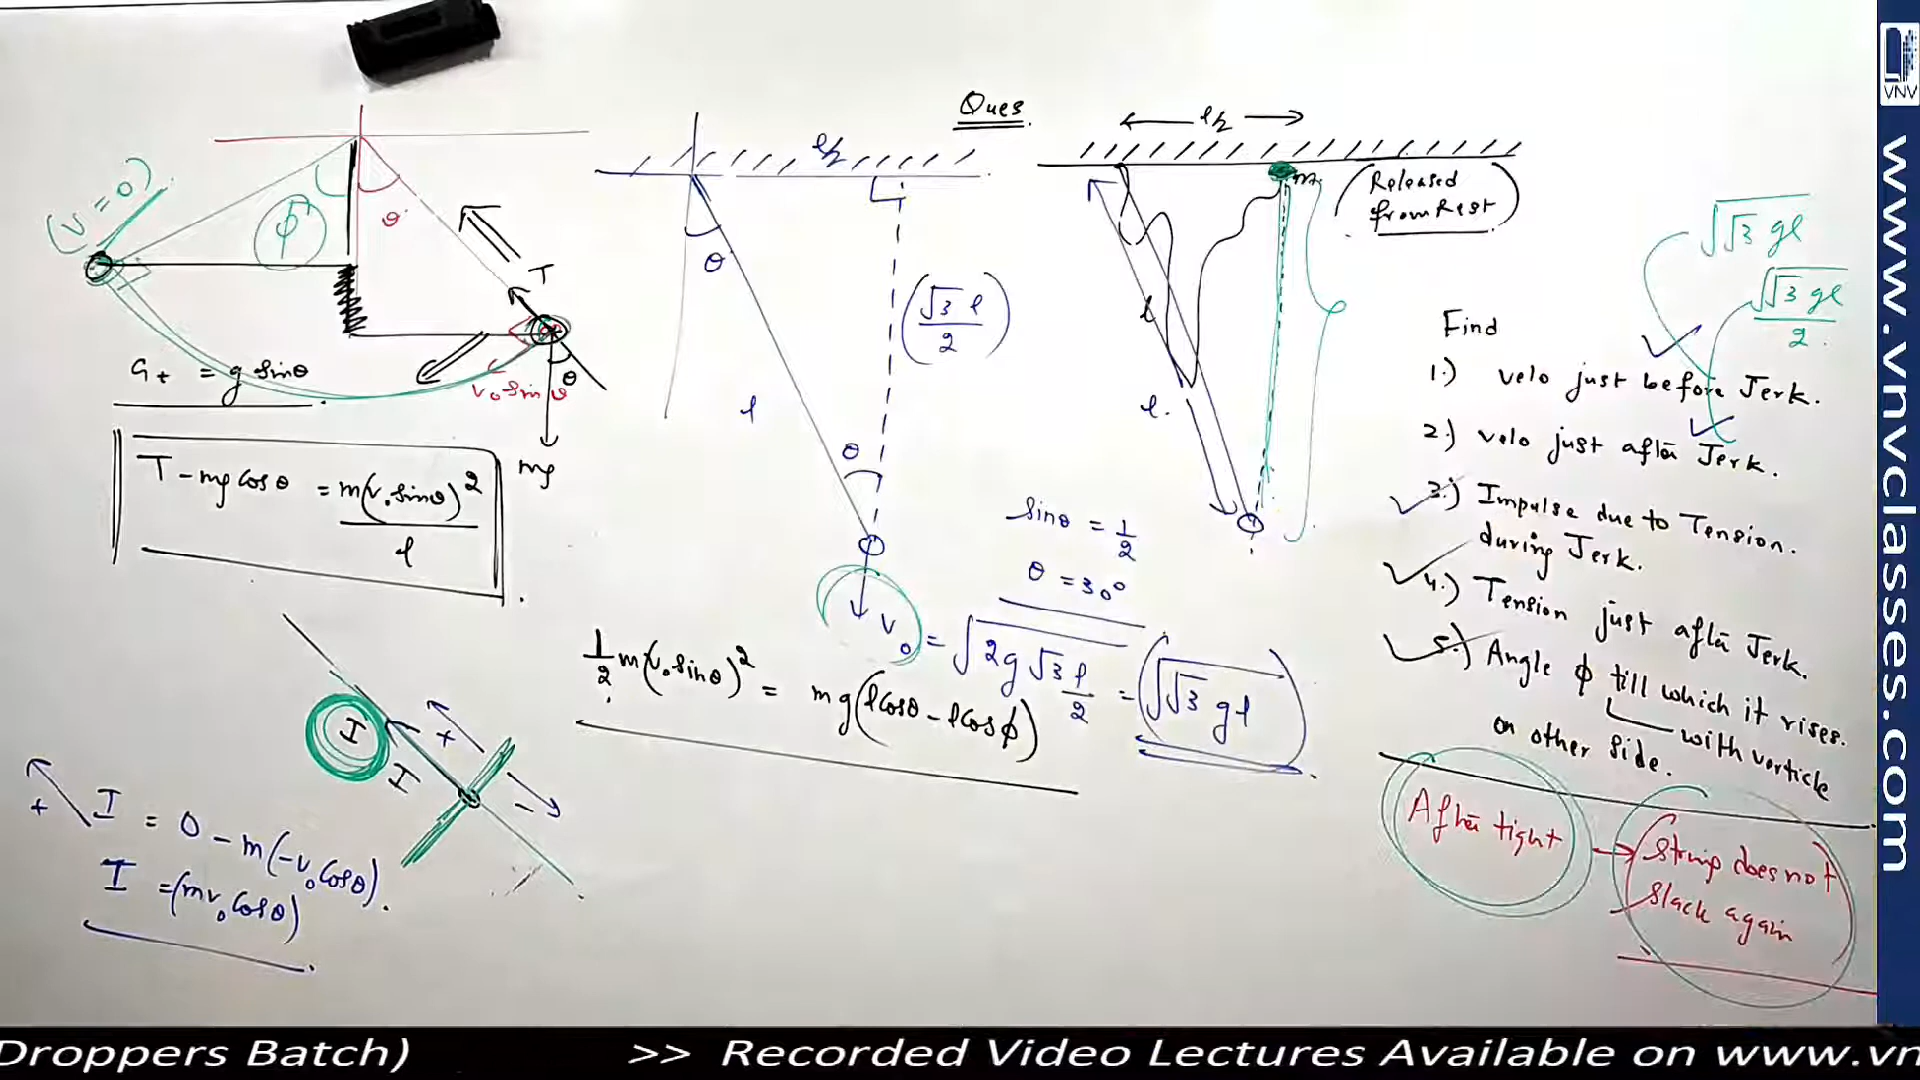 Ques.
l/2
m
(Released
from Rest)
l
l.
l/2
θ
(√3 l / 2)
l
θ
sinθ = 1/2
θ = 30°
v₀ = √(2g√3 l/2) = (√(√3 gl))
(v = 0)
ϕ
θ
T
θ
v₀ sinθ
mg
a_t = g sinθ
T - mg cosθ = m(v₀ sinθ)² / l
1/2 m(v₀ sinθ)² = mg(l cosθ - l cosϕ)
I
I
+
-
+
I = 0 - m(-v₀ cosθ).
I = (mv₀ cosθ)
√(√3 gl)
√(√3 gl) / 2.
Find
1.) velo just before Jerk.
2.) velo just after Jerk.
3.) Impulse due to Tension.
during Jerk.
4.) Tension just after Jerk.
5.) Angle ϕ till which it rises.
on other side.
with vertical
After tight → string does not
slack again
VNV
www.vnvclasses.com
Droppers Batch) >> Recorded Video Lectures Available on www.vn